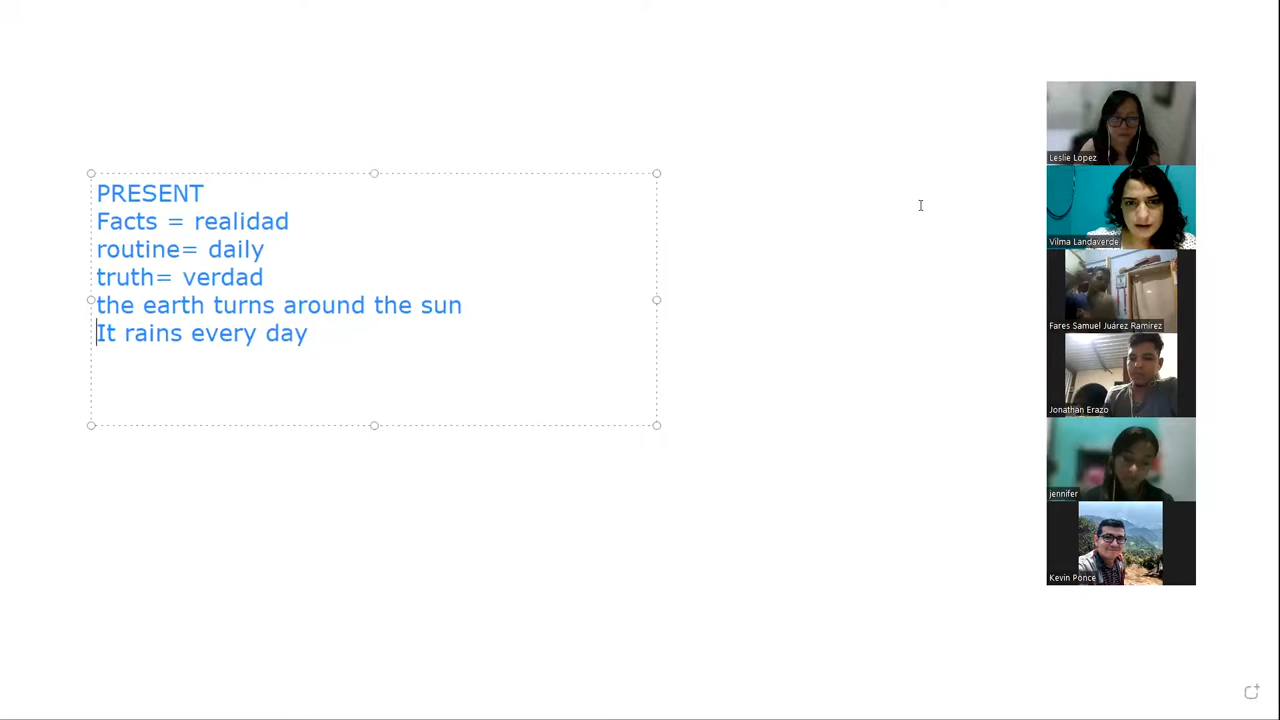 PRESENT
Facts = realidad
routine= daily
truth= verdad
the earth turns around the sun
It rains every day
Leslie Lopez
Vilma Landaverde
Fares Samuel Juárez Ramirez
Jonathan Erazo
jennifer
Kevin Ponce